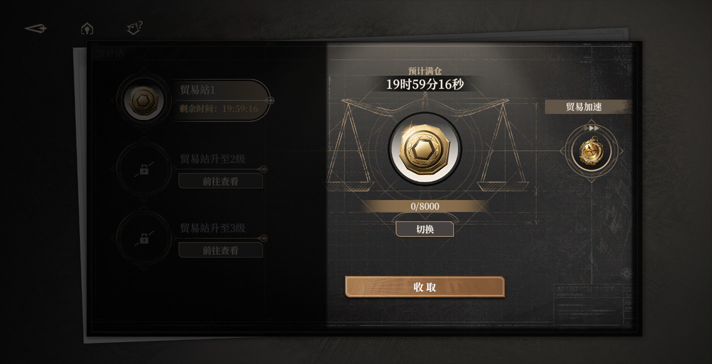 贸易站1
剩余时间：19:59:16
贸易站升至2级
前往查看
贸易站升至3级
前往查看
预计满仓
19时59分16秒
0/8000
切换
收取
贸易加速